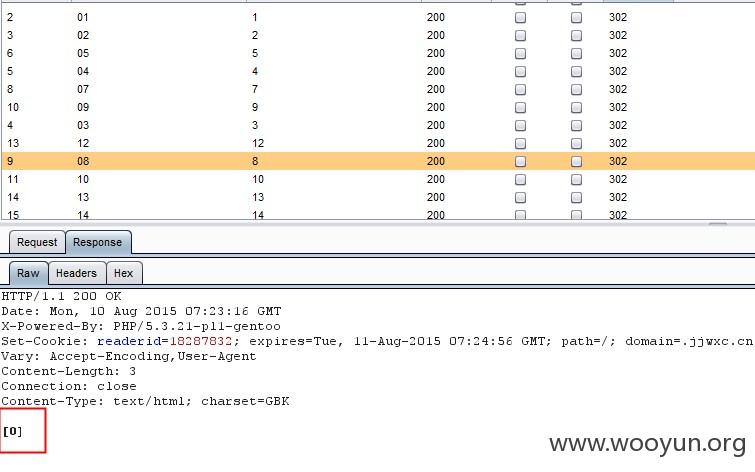 2 01 1 200 302
3 02 2 200 302
6 05 5 200 302
5 04 4 200 302
8 07 7 200 302
10 09 9 200 302
4 03 3 200 302
13 12 12 200 302
9 08 8 200 302
11 10 10 200 302
14 13 13 200 302
15 14 14 200 302
Request Response
Raw Headers Hex
HTTP/1.1 200 OK
Date: Mon, 10 Aug 2015 07:23:16 GMT
X-Powered-By: PHP/5.3.21-pl1-gentoo
Set-Cookie: readerid=18287832; expires=Tue, 11-Aug-2015 07:24:56 GMT; path=/; domain=.jjwxc.cn
Vary: Accept-Encoding,User-Agent
Content-Length: 3
Connection: close
Content-Type: text/html; charset=GBK
[0]
www.wooyun.org